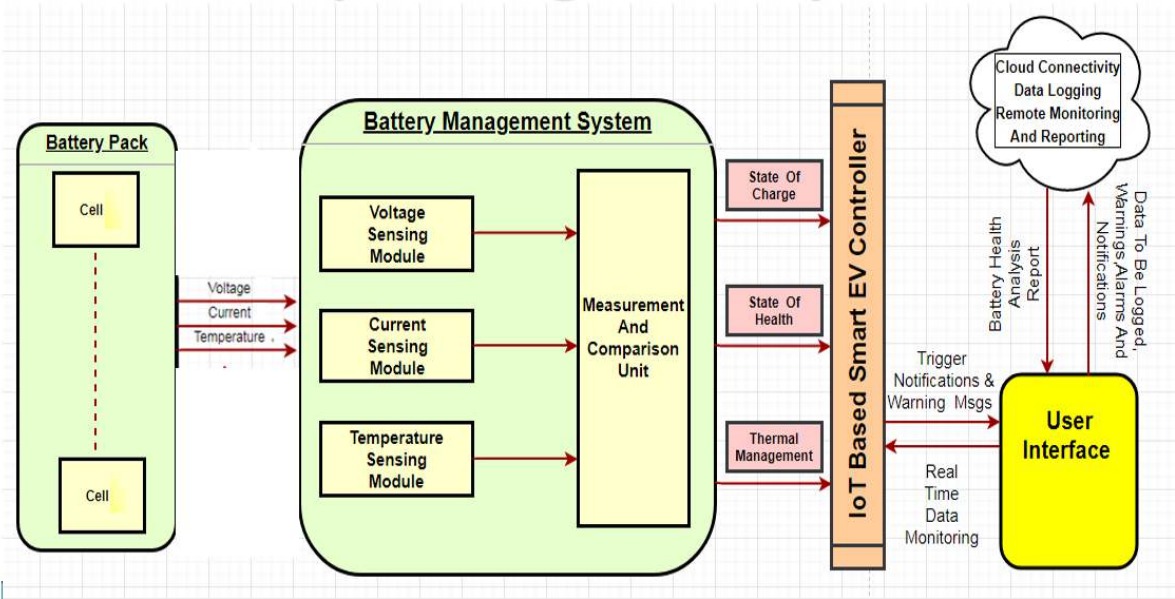 Battery Pack
Cell
Cell
Voltage
Current
Temperature
Battery Management System
Voltage
Sensing
Module
Current
Sensing
Module
Temperature
Sensing
Module
Measurement
And
Comparison
Unit
State Of
Charge
State Of
Health
Thermal
Management
IoT Based Smart EV Controller
Trigger
Notifications &
Warning Msgs
Real
Time
Data
Monitoring
Cloud Connectivity
Data Logging
Remote Monitoring
And Reporting
Battery Health
Analysis
Report
Data To Be Logged,
Warnings,Alarms And
Notifications
User
Interface